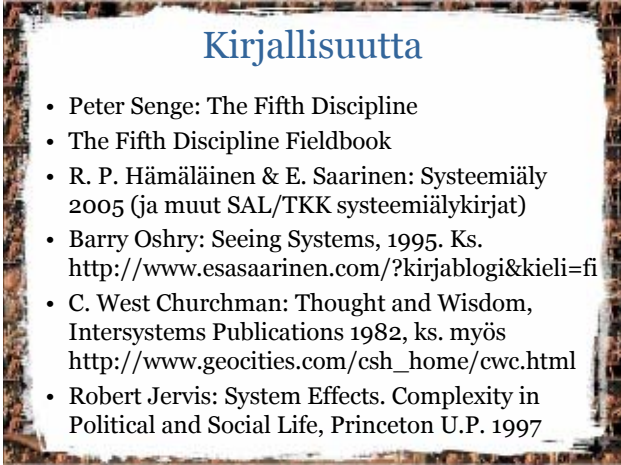 Kirjallisuutta
• Peter Senge: The Fifth Discipline
• The Fifth Discipline Fieldbook
• R. P. Hämäläinen & E. Saarinen: Systeemiäly
2005 (ja muut SAL/TKK systeemiälykirjat)
• Barry Oshry: Seeing Systems, 1995. Ks.
http://www.esasaarinen.com/?kirjablogi&kieli=fi
• C. West Churchman: Thought and Wisdom,
Intersystems Publications 1982, ks. myös
http://www.geocities.com/csh_home/cwc.html
• Robert Jervis: System Effects. Complexity in
Political and Social Life, Princeton U.P. 1997